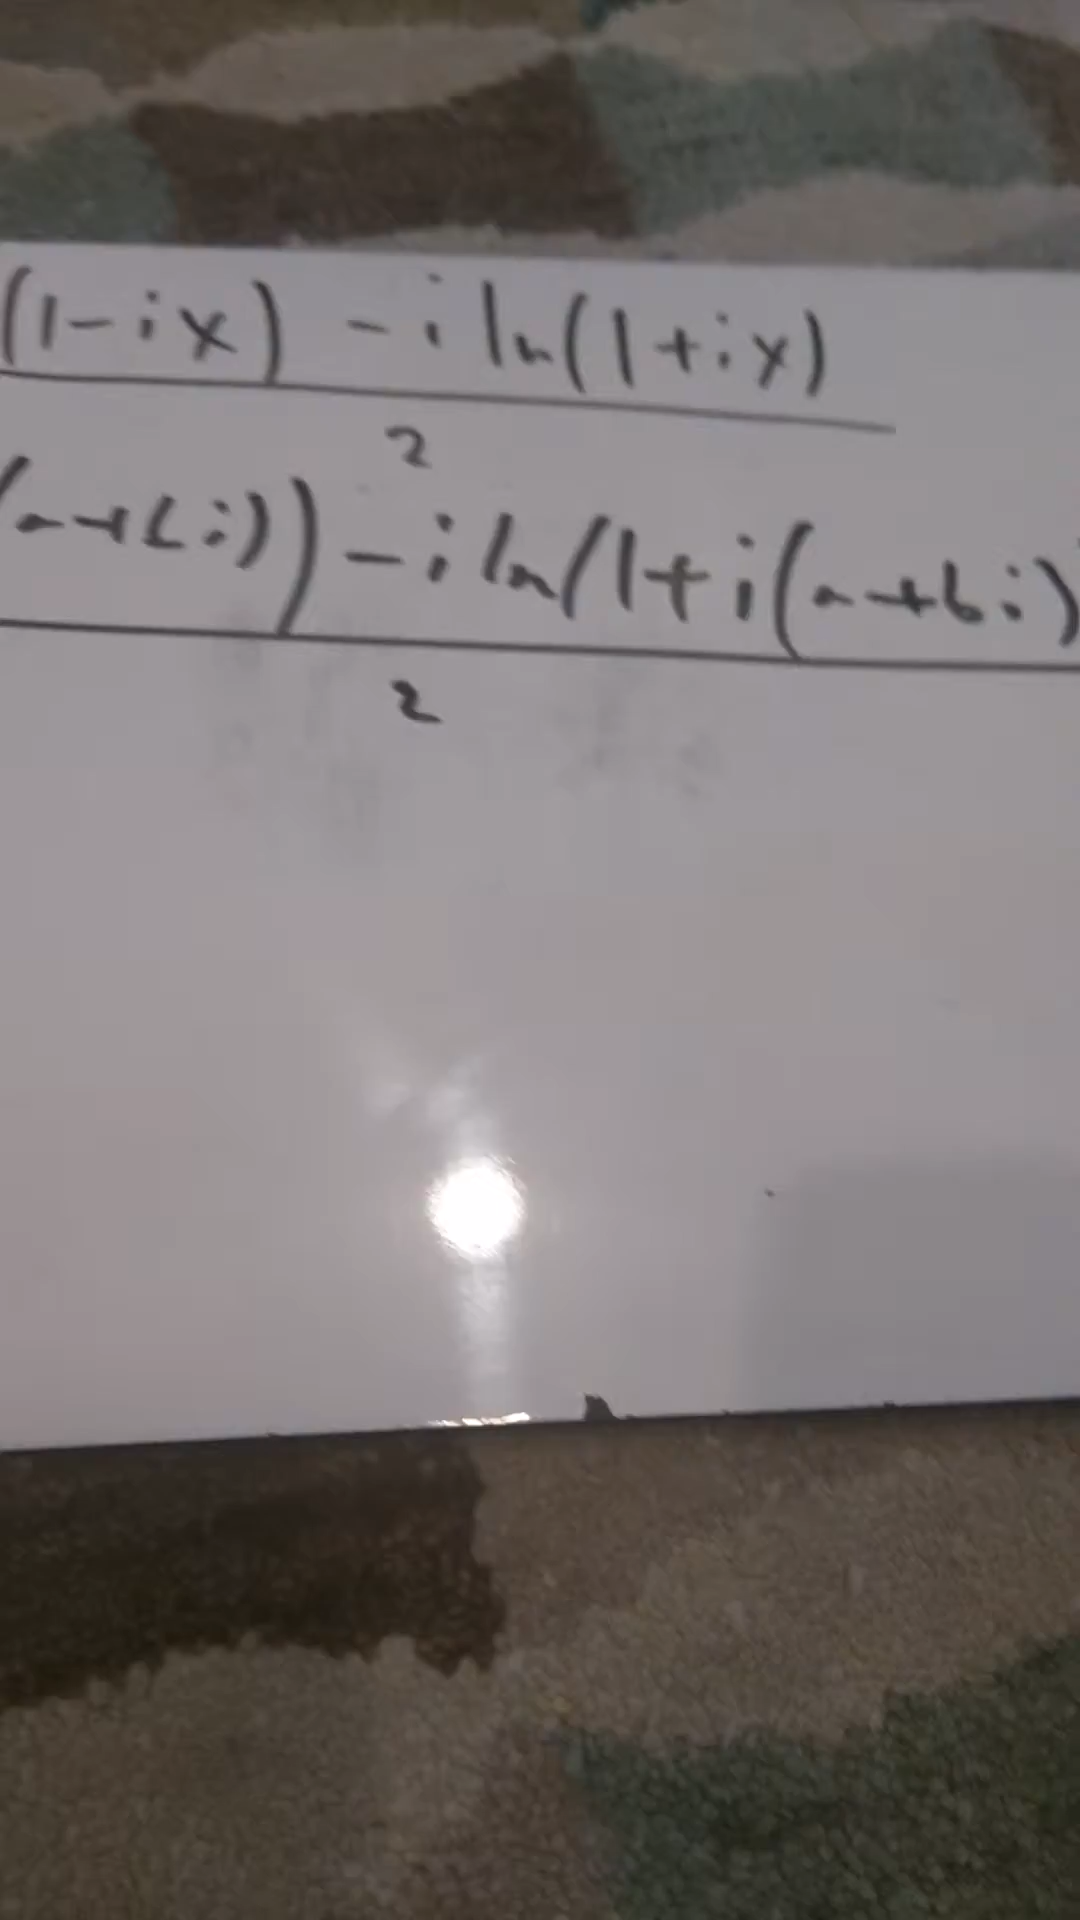 (1-ix) - i ln(1+ix)
2
(a+bi)) - i ln(1+i(a+bi)
2